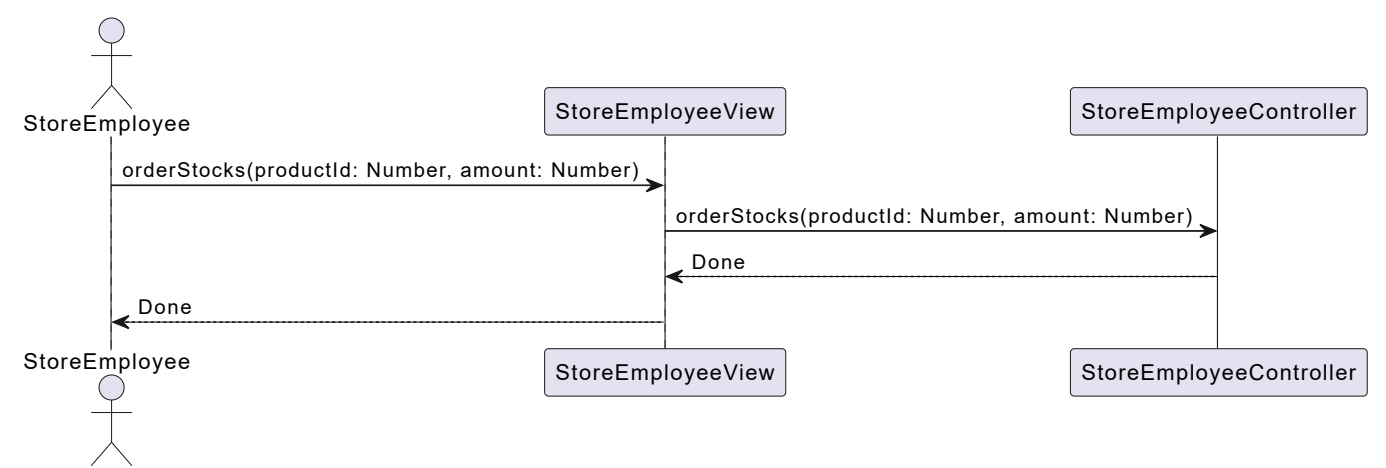 StoreEmployee
StoreEmployeeView
StoreEmployeeController
orderStocks(productId: Number, amount: Number)
orderStocks(productId: Number, amount: Number)
Done
Done
StoreEmployee
StoreEmployeeView
StoreEmployeeController